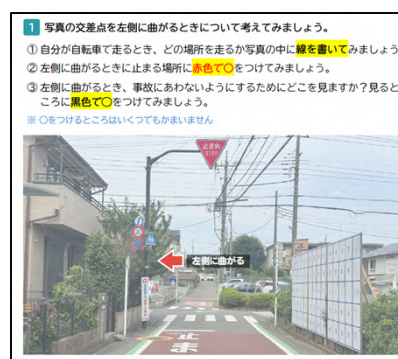 1 写真の交差点を左側に曲がるときについて考えてみましょう。
① 自分が自転車で走るとき、どの場所を走るか写真の中に線を書いてみましょう
② 左側に曲がるときに止まる場所に赤色で〇をつけてみましょう。
③ 左側に曲がるとき、事故にあわないようにするためにどこを見ますか？見ると
ころに黒色で〇をつけてみましょう。
※ 〇をつけるところはいくつでもかまいません
止まれ
STOP
左側に曲がる
止まれ